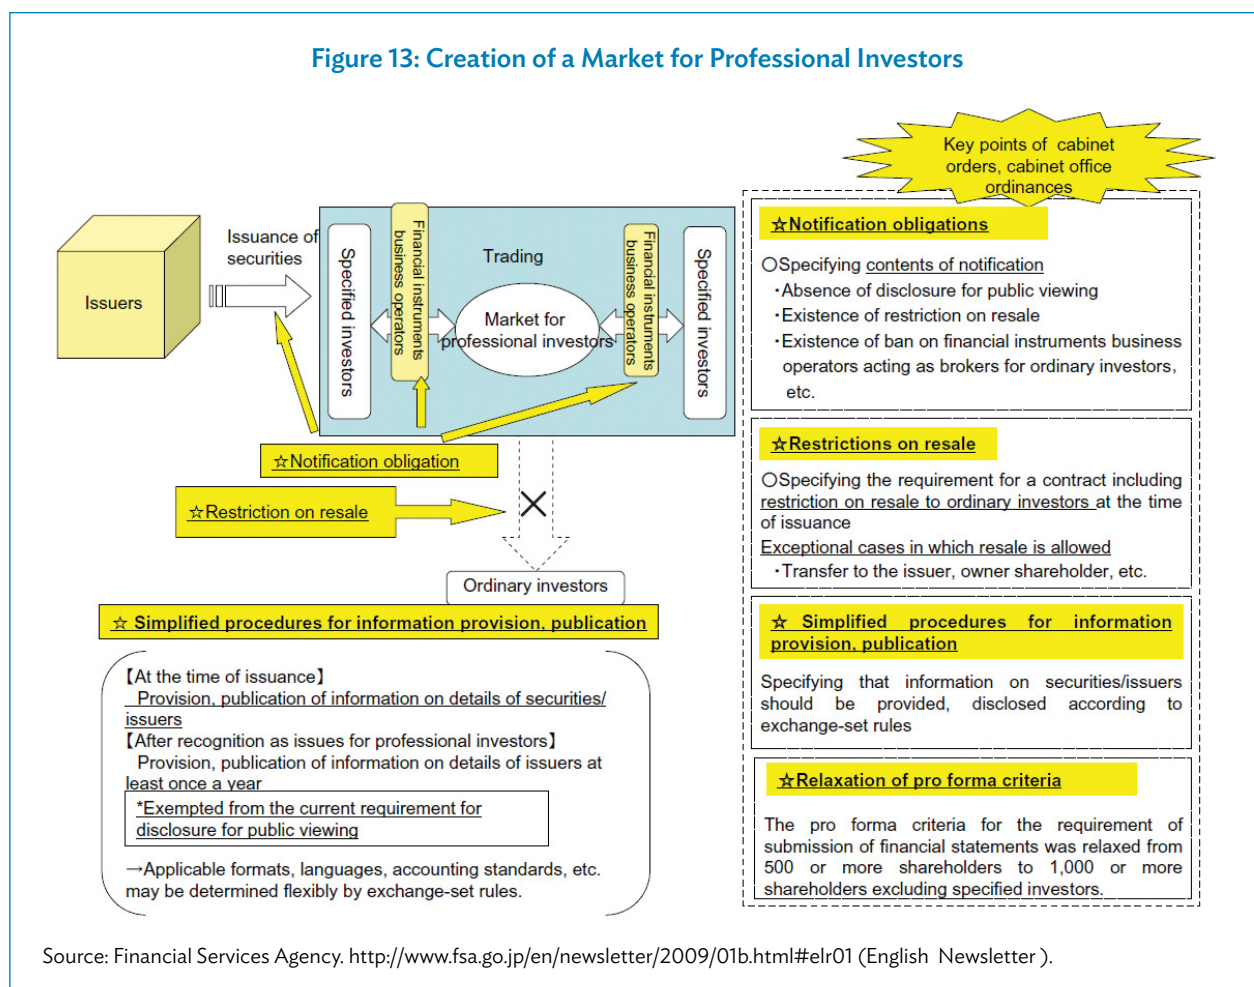 Figure 13: Creation of a Market for Professional Investors
Key points of cabinet
orders, cabinet office
ordinances
Issuers
Issuance of
securities
Specified investors
Financial instruments
business operators
Trading
Market for
professional investors
Financial instruments
business operators
Specified investors
☆Notification obligation
☆Restriction on resale
Ordinary investors
☆ Simplified procedures for information provision, publication
【At the time of issuance】
Provision, publication of information on details of securities/
issuers
【After recognition as issues for professional investors】
Provision, publication of information on details of issuers at
least once a year
*Exempted from the current requirement for
disclosure for public viewing
→Applicable formats, languages, accounting standards, etc.
may be determined flexibly by exchange-set rules.
☆Notification obligations
○Specifying contents of notification
・Absence of disclosure for public viewing
・Existence of restriction on resale
・Existence of ban on financial instruments business
operators acting as brokers for ordinary investors,
etc.
☆Restrictions on resale
○Specifying the requirement for a contract including
restriction on resale to ordinary investors at the time
of issuance
Exceptional cases in which resale is allowed
・Transfer to the issuer, owner shareholder, etc.
☆ Simplified procedures for information
provision, publication
Specifying that information on securities/issuers
should be provided, disclosed according to
exchange-set rules
☆Relaxation of pro forma criteria
The pro forma criteria for the requirement of
submission of financial statements was relaxed from
500 or more shareholders to 1,000 or more
shareholders excluding specified investors.
Source: Financial Services Agency. http://www.fsa.go.jp/en/newsletter/2009/01b.html#elr01 (English Newsletter ).